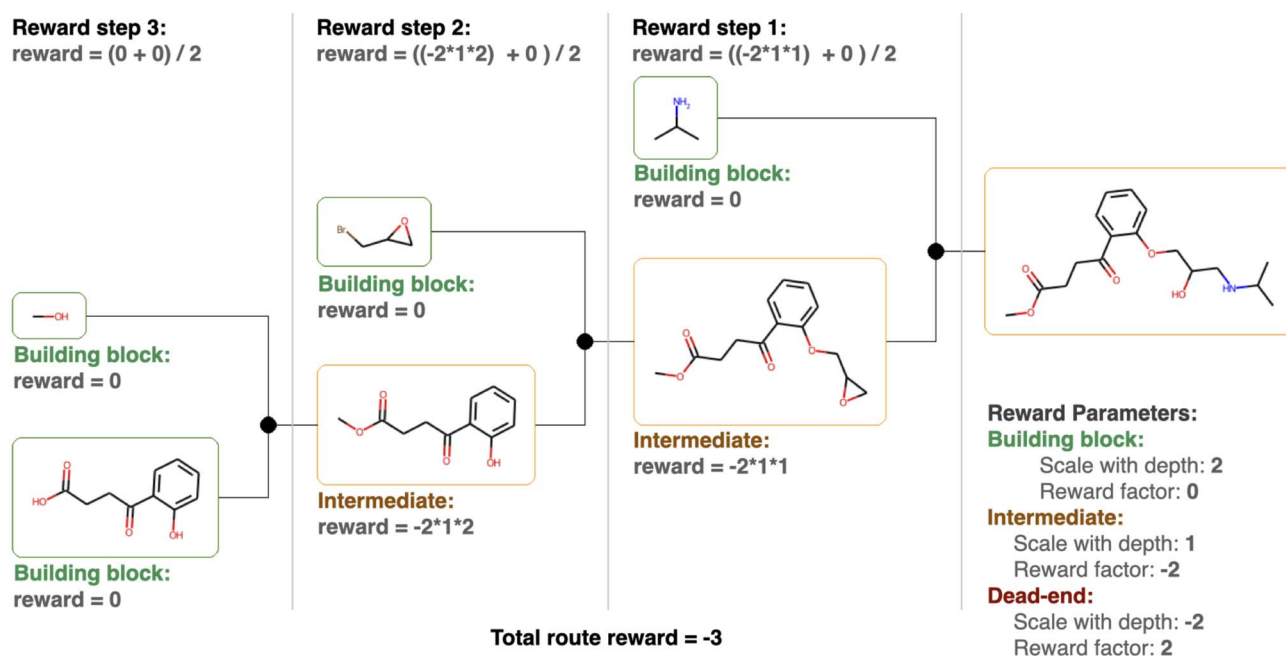 Reward step 3:
reward = (0 + 0) / 2
Reward step 2:
reward = ((-2*1*2) + 0 ) / 2
Reward step 1:
reward = ((-2*1*1) + 0 ) / 2
NH2
Building block:
reward = 0
Br
O
Building block:
reward = 0
OH
Building block:
reward = 0
O
O
O
OH
Intermediate:
reward = -2*1*2
O
O
O
O
O
Intermediate:
reward = -2*1*1
O
O
O
O
HO
HN
O
HO
O
OH
Building block:
reward = 0
Reward Parameters:
Building block:
Scale with depth: 2
Reward factor: 0
Intermediate:
Scale with depth: 1
Reward factor: -2
Dead-end:
Scale with depth: -2
Reward factor: 2
Total route reward = -3